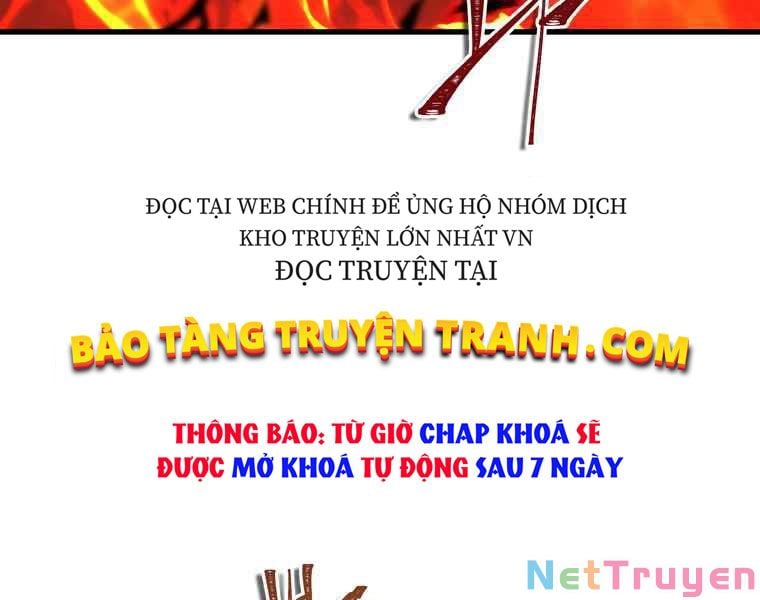 ĐỌC TẠI WEB CHÍNH ĐỂ ỦNG HỘ NHÓM DỊCH
KHO TRUYỆN LỚN NHẤT VN
ĐỌC TRUYỆN TẠI
BẢO TÀNG TRUYỆN TRANH.COM
THÔNG BÁO: TỪ GIỜ CHAP KHOÁ SẼ
ĐƯỢC MỞ KHOÁ TỰ ĐỘNG SAU 7 NGÀY
NetTruyen